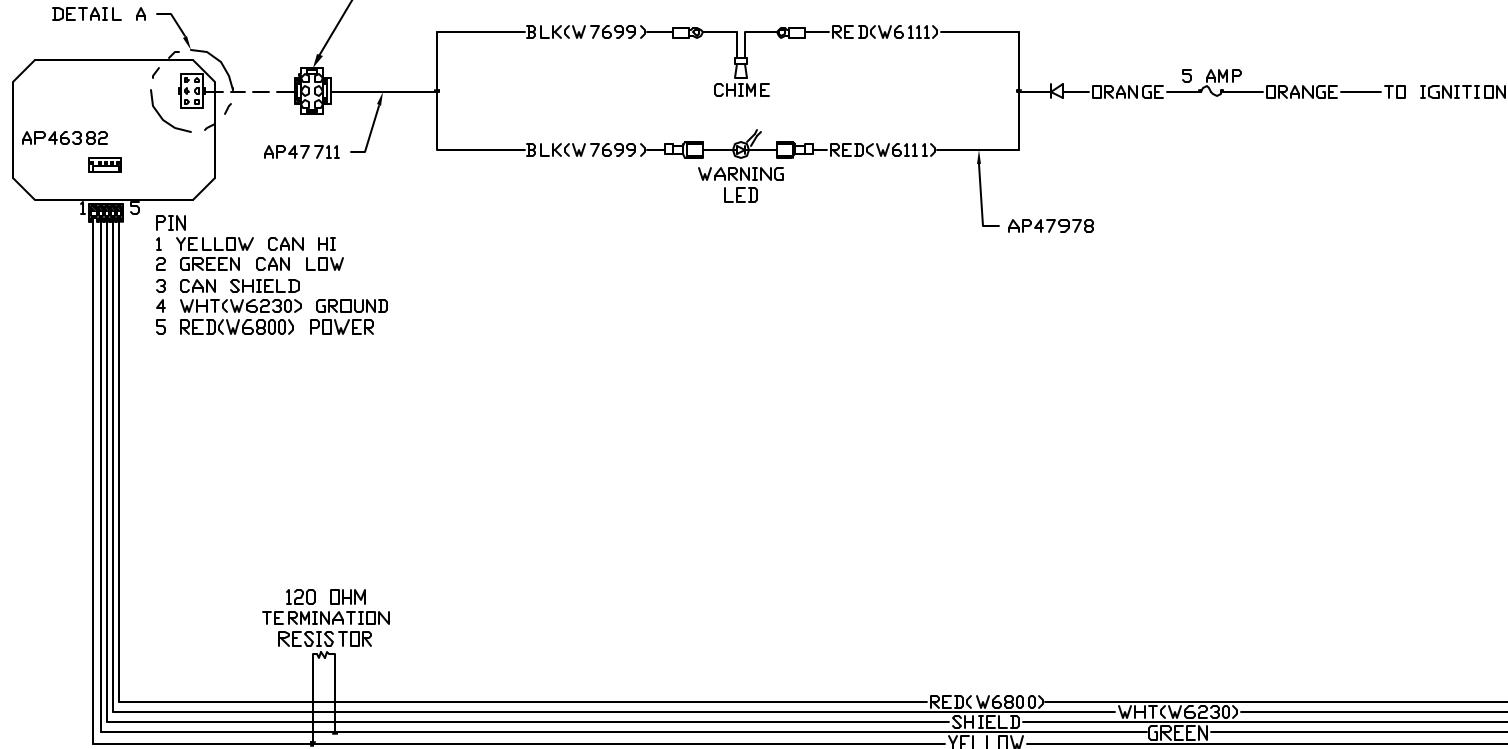 DETAIL A
BLK(W7699)
RED(W6111)
CHIME
5 AMP
ORANGE
ORANGE
TO IGNITION
AP46382
AP47711
BLK(W7699)
RED(W6111)
WARNING
LED
AP47978
1
5
PIN
1 YELLOW CAN HI
2 GREEN CAN LOW
3 CAN SHIELD
4 WHT(W6230) GROUND
5 RED(W6800) POWER
120 OHM
TERMINATION
RESISTOR
RED(W6800)
WHT(W6230)
SHIELD
GREEN
YELLOW